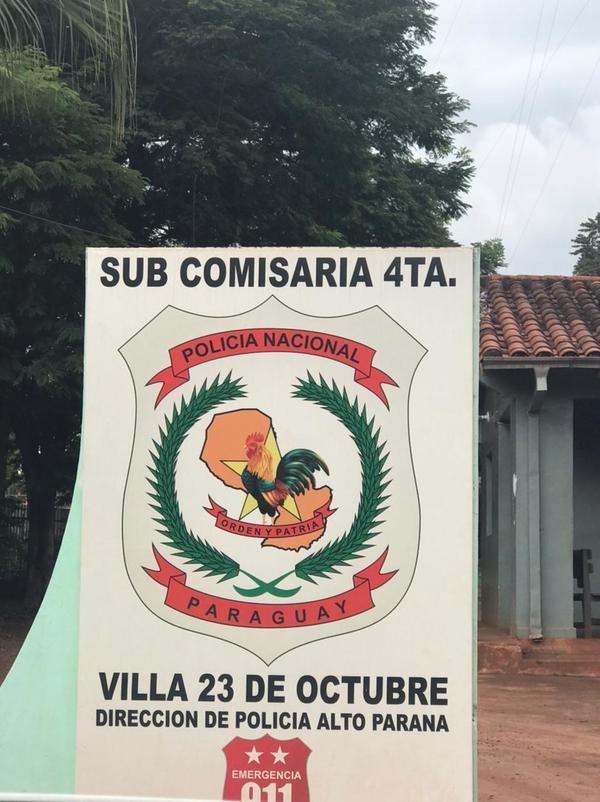 SUB COMISARIA 4TA.
POLICIA NACIONAL
ORDEN Y PATRIA
PARAGUAY
VILLA 23 DE OCTUBRE
DIRECCION DE POLICIA ALTO PARANA
EMERGENCIA
911